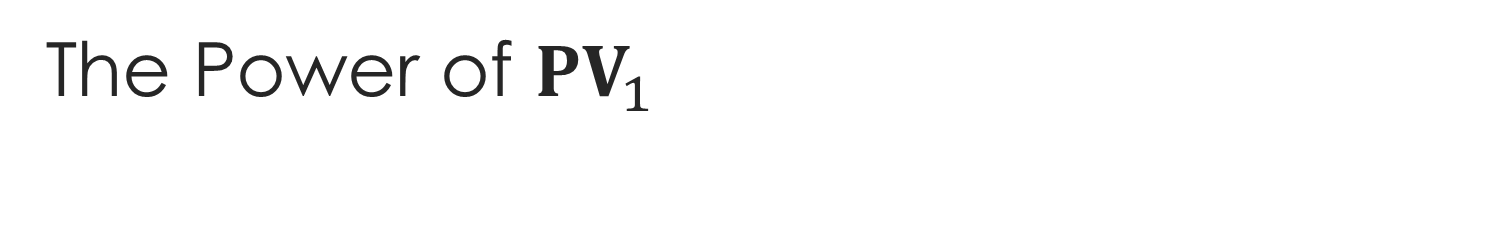 The Power of PV₁